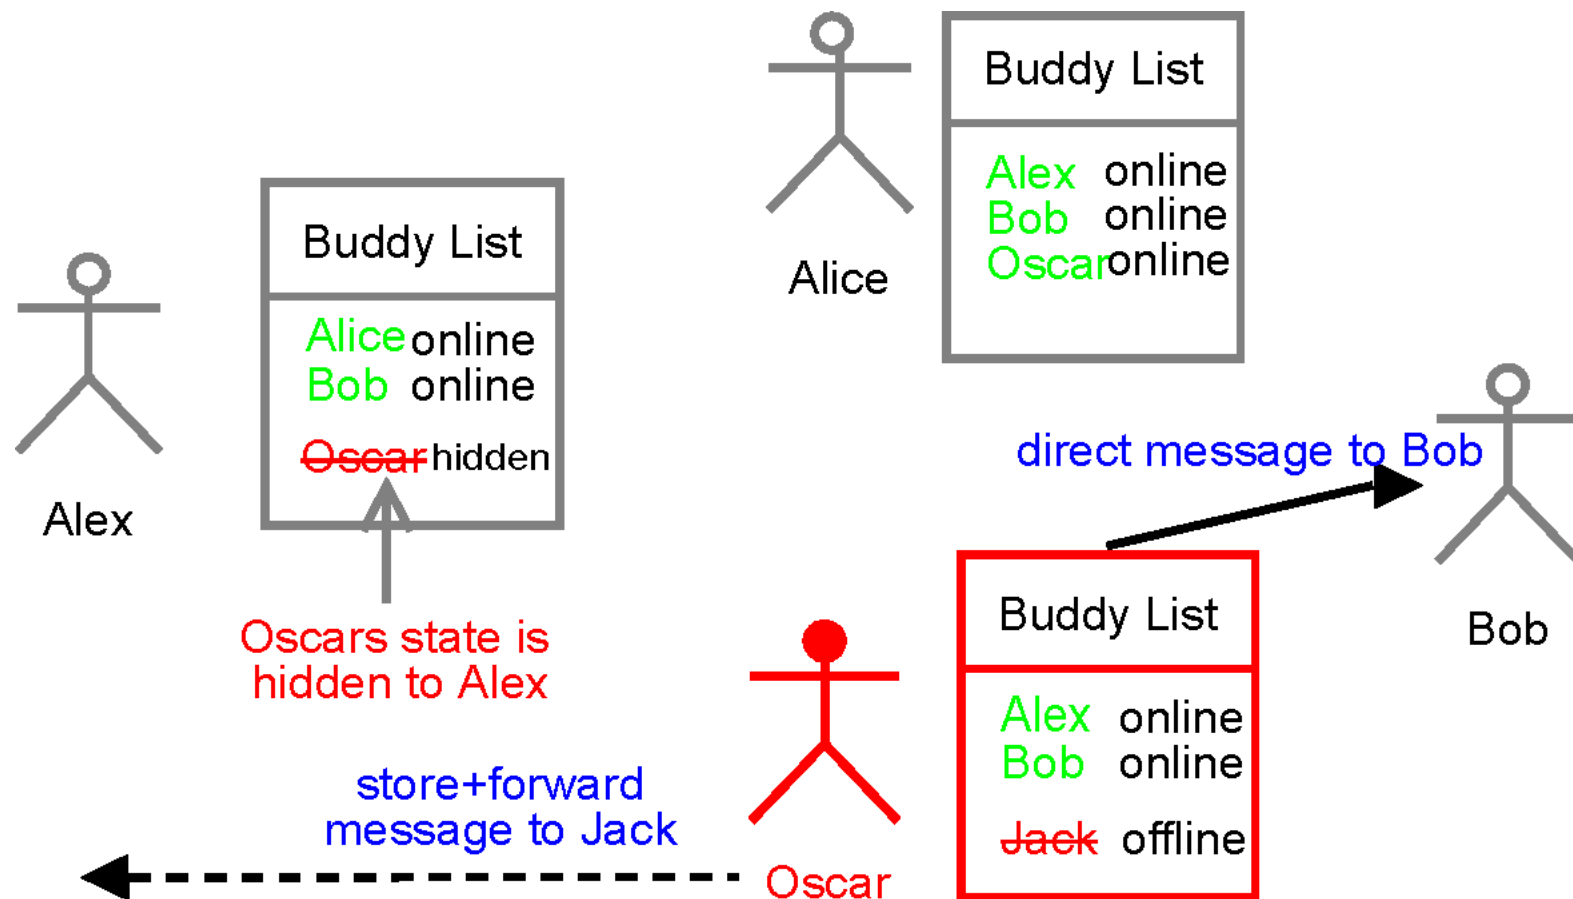 Buddy List
Alex online
Bob online
Oscar online
Alice
Buddy List
Alice online
Bob online
Oscar hidden
Alex
Oscars state is
hidden to Alex
direct message to Bob
Bob
Buddy List
Alex online
Bob online
Jack offline
Oscar
store+forward
message to Jack